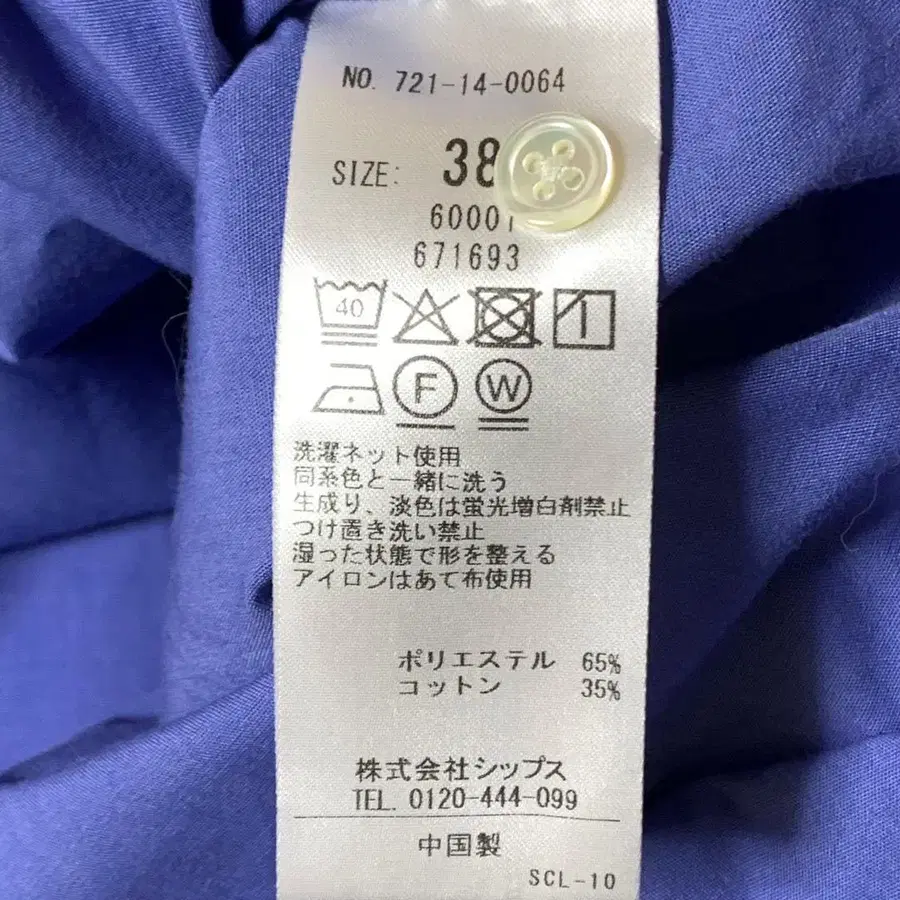 NO. 721-14-0064
SIZE: 38
60001
671693
40
F
W
洗濯ネット使用
同系色と一緒に洗う
生成り、淡色は蛍光増白剤禁止
つけ置き洗い禁止
湿った状態で形を整える
アイロンはあて布使用
ポリエステル 65%
コットン 35%
株式会社シップス
TEL. 0120-444-099
中国製
SCL-10